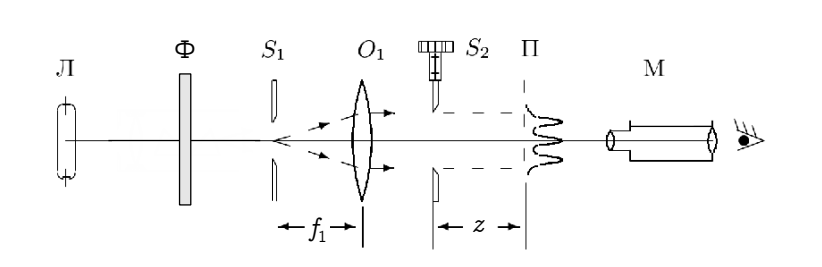 Л Ф S₁ O₁ S₂ П М
f₁ z